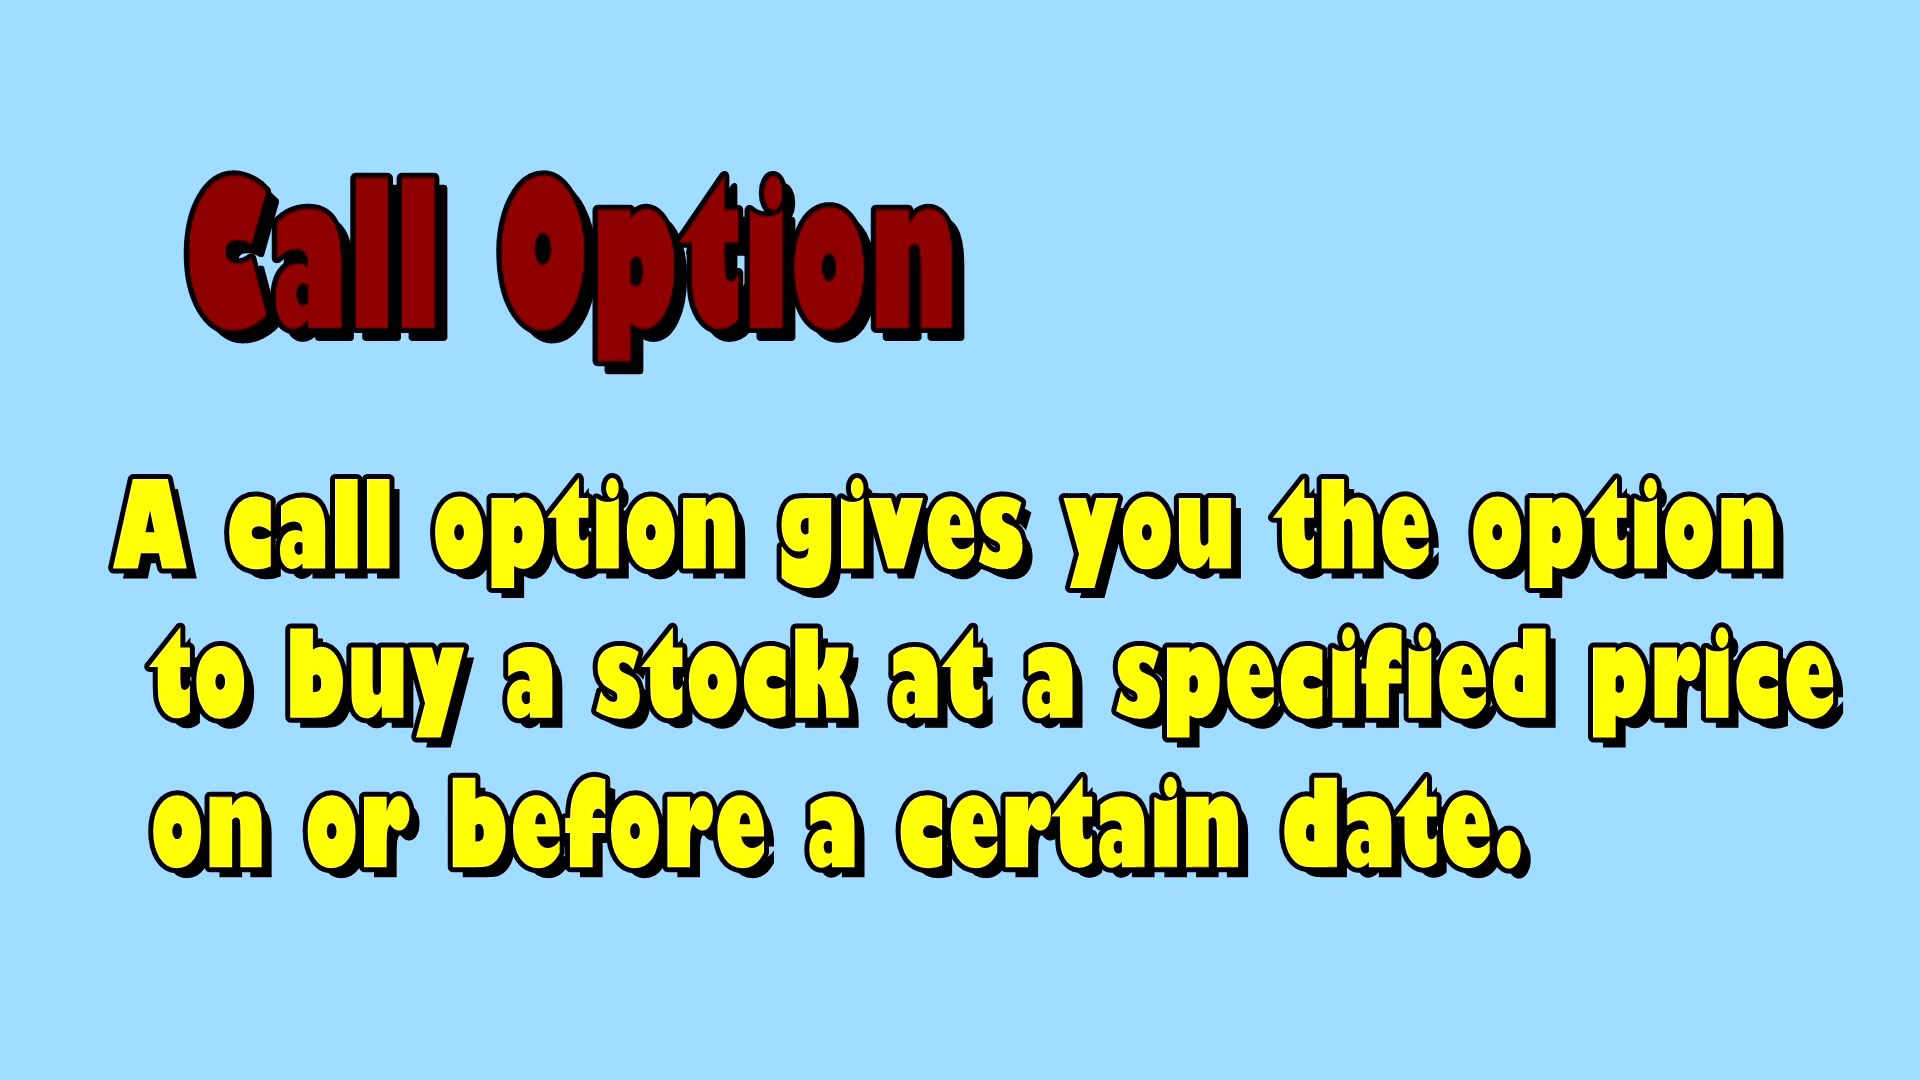 Call Option
A call option gives you the option
to buy a stock at a specified price
on or before a certain date.